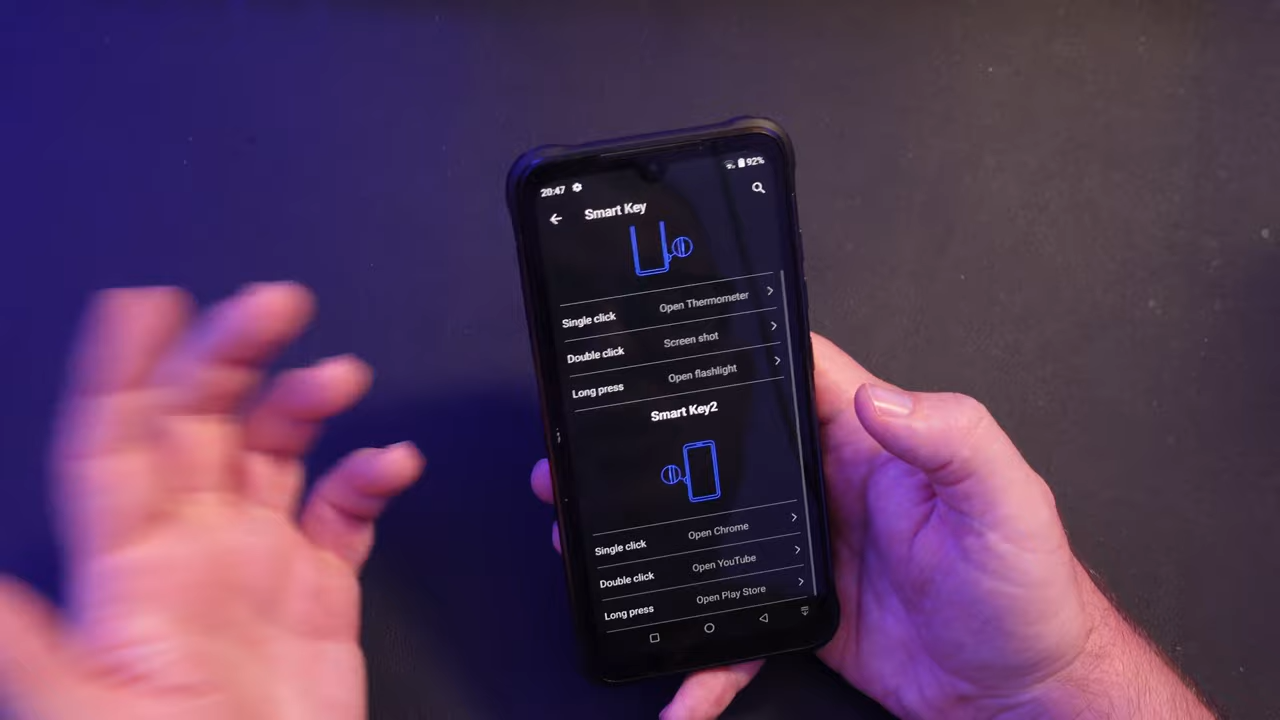 20:47 92%
Smart Key
Single click Open Thermometer
Double click Screen shot
Long press Open flashlight
Smart Key2
Single click Open Chrome
Double click Open YouTube
Long press Open Play Store